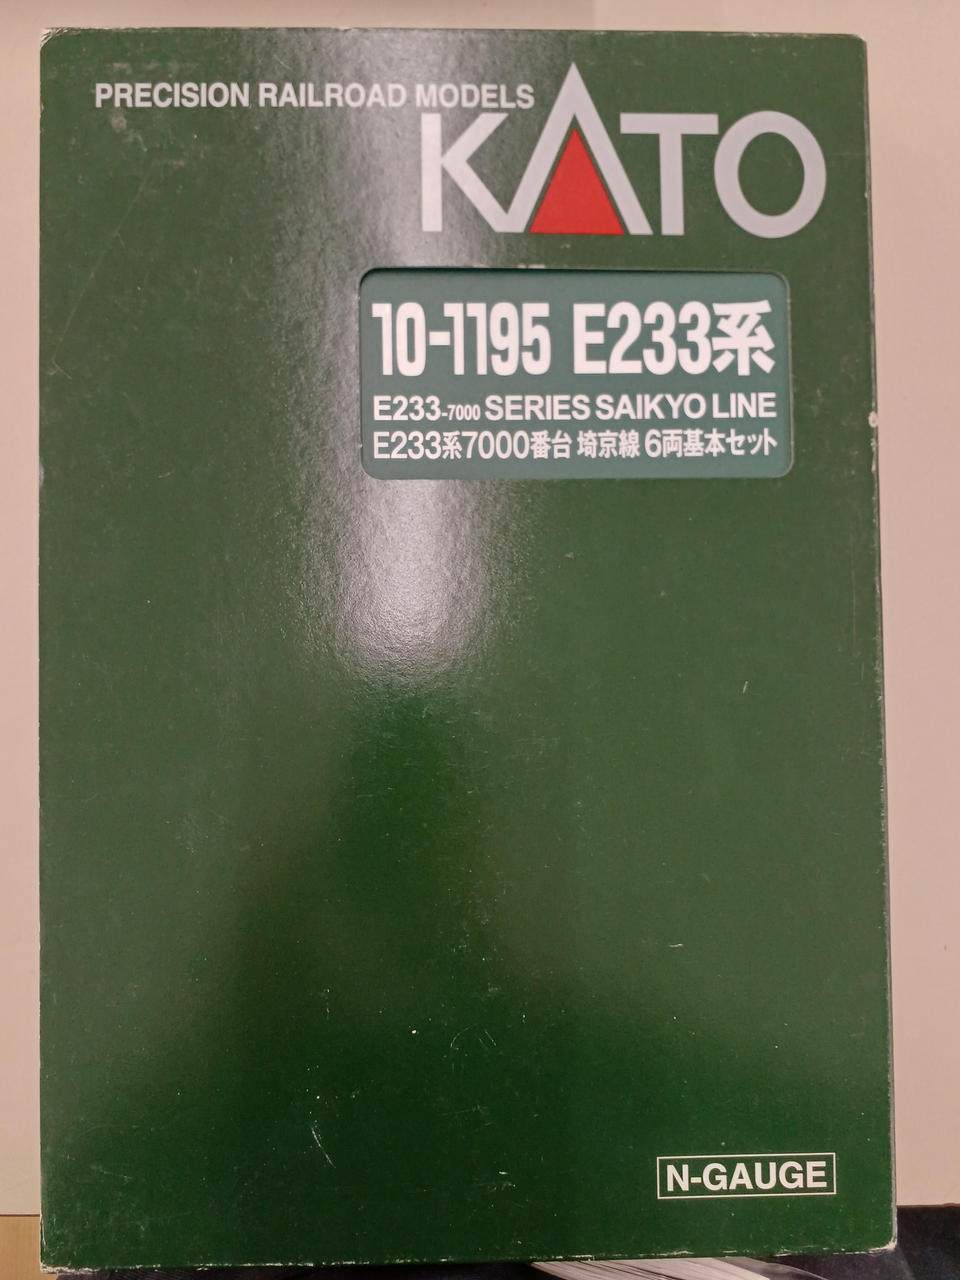 PRECISION RAILROAD MODELS
KATO
10-1195 E233系
E233-7000 SERIES SAIKYO LINE
E233系7000番台 埼京線 6両基本セット
N-GAUGE